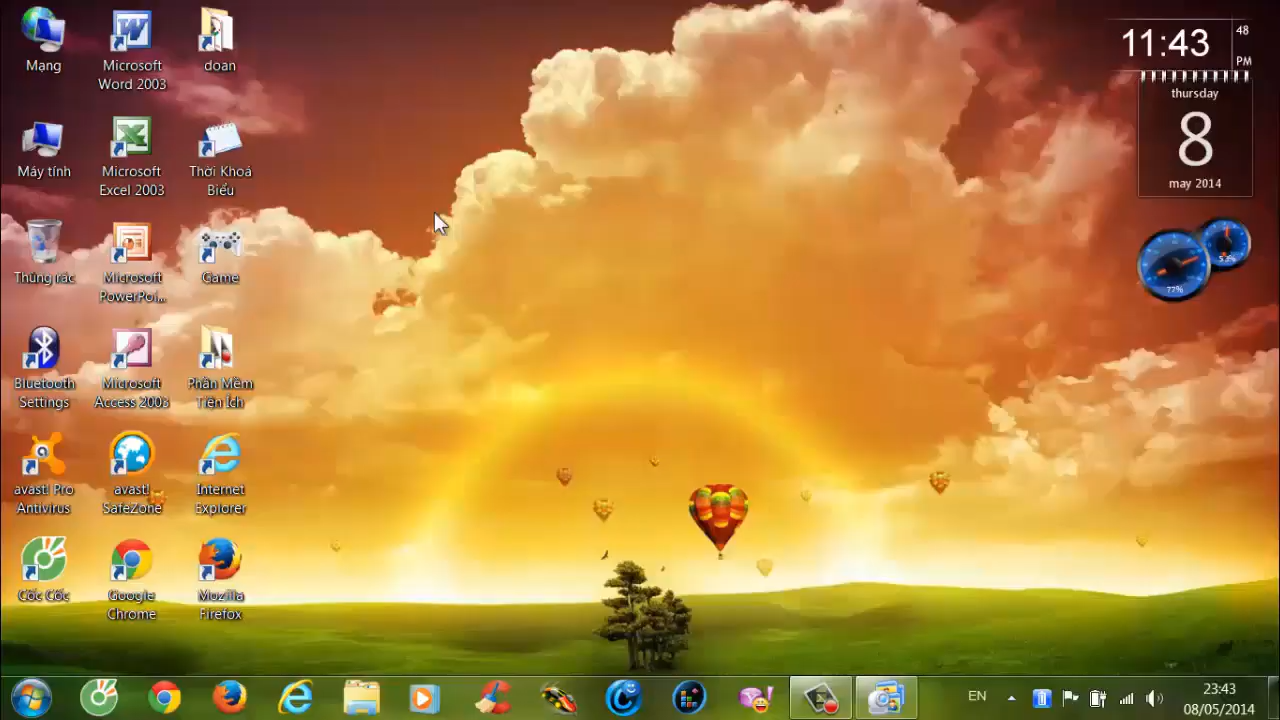 Mạng
Microsoft
Word 2003
doan
Máy tính
Microsoft
Excel 2003
Thời Khoá
Biểu
Thùng rác
Microsoft
PowerPoi...
Game
Bluetooth
Settings
Microsoft
Access 2003
Phần Mềm
Tiện Ích
avast! Pro
Antivirus
avast!
SafeZone
Internet
Explorer
Cốc Cốc
Google
Chrome
Mozilla
Firefox
11:43
48
PM
thursday
8
may 2014
77%
EN
23:43
08/05/2014